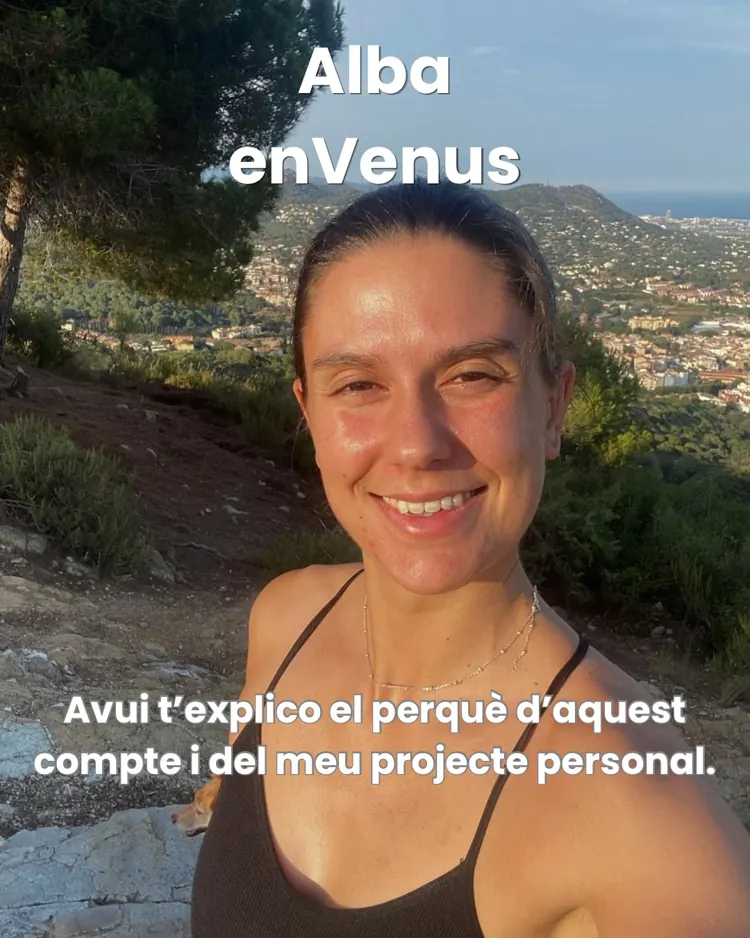 Alba
enVenus
Avui t’explico el perquè d’aquest
compte i del meu projecte personal.